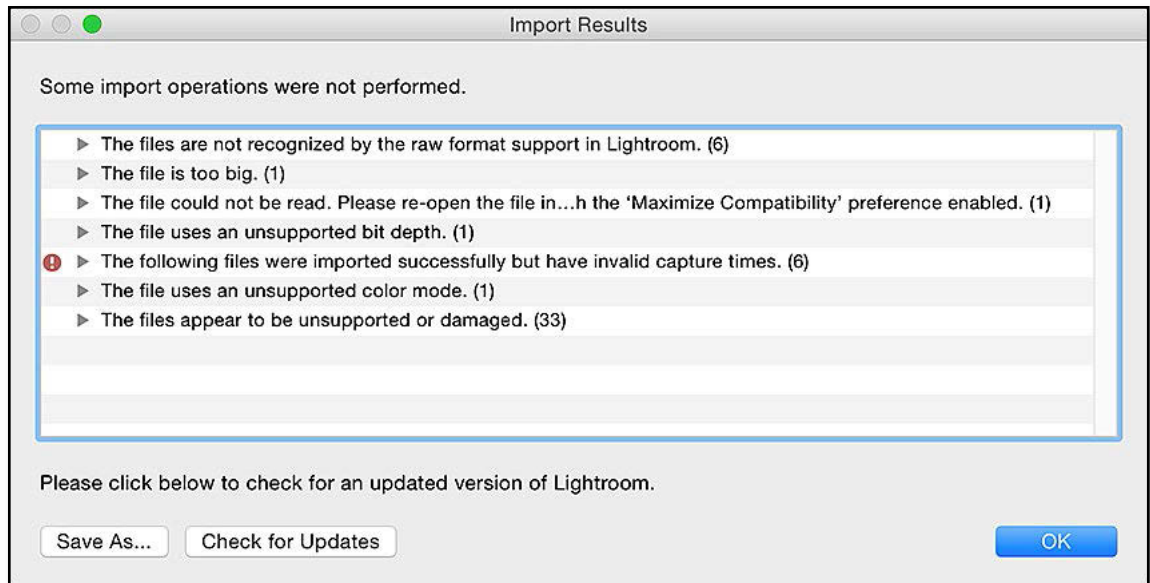 Import Results
Some import operations were not performed.
The files are not recognized by the raw format support in Lightroom. (6)
The file is too big. (1)
The file could not be read. Please re-open the file in…h the ‘Maximize Compatibility’ preference enabled. (1)
The file uses an unsupported bit depth. (1)
The following files were imported successfully but have invalid capture times. (6)
The file uses an unsupported color mode. (1)
The files appear to be unsupported or damaged. (33)
Please click below to check for an updated version of Lightroom.
Save As... Check for Updates OK